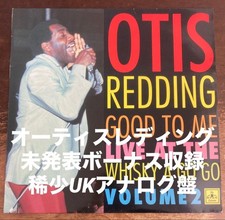 OTIS
REDDING
GOOD TO ME
LIVE AT THE
WHISKY A GO GO
VOLUME 2
オーティスレディング
未発表ボーナス収録
稀少UKアナログ盤